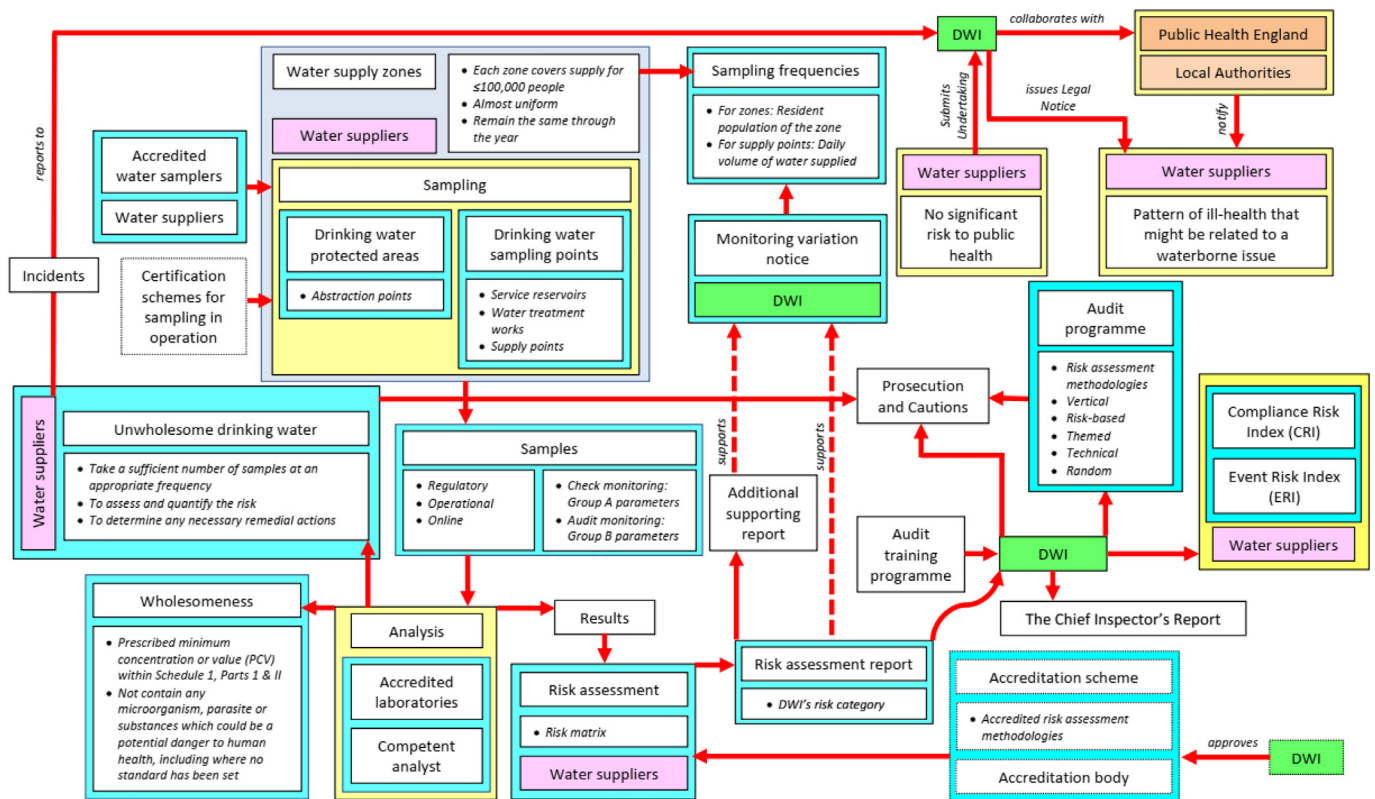 DWI
collaborates with
Public Health England
Local Authorities
Water supply zones
• Each zone covers supply for
≤100,000 people
• Almost uniform
• Remain the same through
the year
Water suppliers
Sampling frequencies
• For zones: Resident
population of the zone
• For supply points: Daily
volume of water supplied
Submits
Undertaking
issues Legal
Notice
notify
reports to
Accredited
water samplers
Water suppliers
Sampling
Drinking water
protected areas
• Abstraction points
Drinking water
sampling points
• Service reservoirs
• Water treatment
works
• Supply points
Water suppliers
No significant
risk to public
health
Water suppliers
Pattern of ill-health that
might be related to a
waterborne issue
Monitoring variation
notice
DWI
Incidents
Certification
schemes for
sampling in
operation
Audit
programme
• Risk assessment
methodologies
• Vertical
• Risk-based
• Themed
• Technical
• Random
Prosecution
and Cautions
Compliance Risk
Index (CRI)
Event Risk Index
(ERI)
Water suppliers
Water suppliers
Unwholesome drinking water
• Take a sufficient number of samples at an
appropriate frequency
• To assess and quantify the risk
• To determine any necessary remedial actions
Samples
• Regulatory
• Operational
• Online
• Check monitoring:
Group A parameters
• Audit monitoring:
Group B parameters
supports
supports
Additional
supporting
report
Audit
training
programme
DWI
The Chief Inspector's Report
Wholesomeness
• Prescribed minimum
concentration or value (PCV)
within Schedule 1, Parts 1 & II
• Not contain any
microorganism, parasite or
substances which could be a
potential danger to human
health, including where no
standard has been set
Analysis
Accredited
laboratories
Competent
analyst
Results
Risk assessment
• Risk matrix
Water suppliers
Risk assessment report
• DWI's risk category
Accreditation scheme
• Accredited risk assessment
methodologies
Accreditation body
approves
DWI